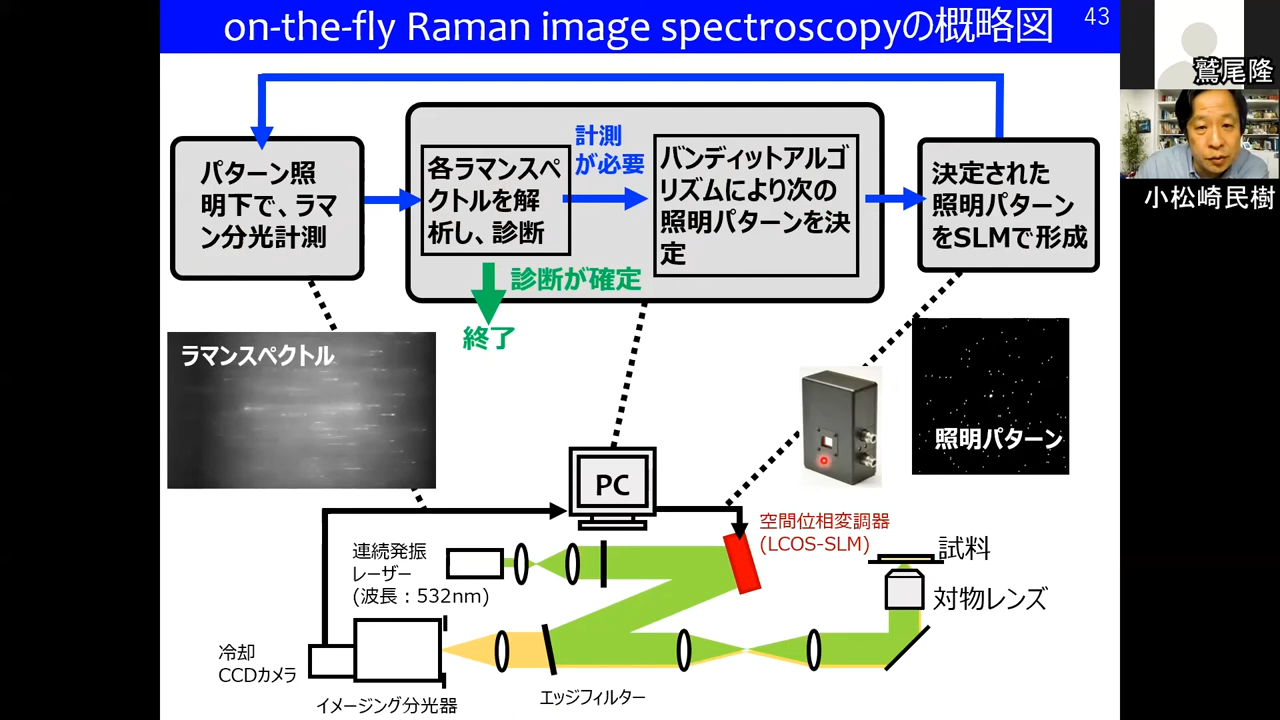 on-the-fly Raman image spectroscopyの概略図
43
鷲尾隆
小松崎民樹
パターン照
明下で、ラマ
ン分光計測
各ラマンスペ
クトルを解
析し、診断
計測
が必要
バンディットアルゴ
リズムにより次の
照明パターンを決
定
決定された
照明パターン
をSLMで形成
診断が確定
終了
ラマンスペクトル
照明パターン
PC
空間位相変調器
(LCOS-SLM)
連続発振
レーザー
(波長：532nm)
試料
対物レンズ
冷却
CCDカメラ
イメージング分光器
エッジフィルター